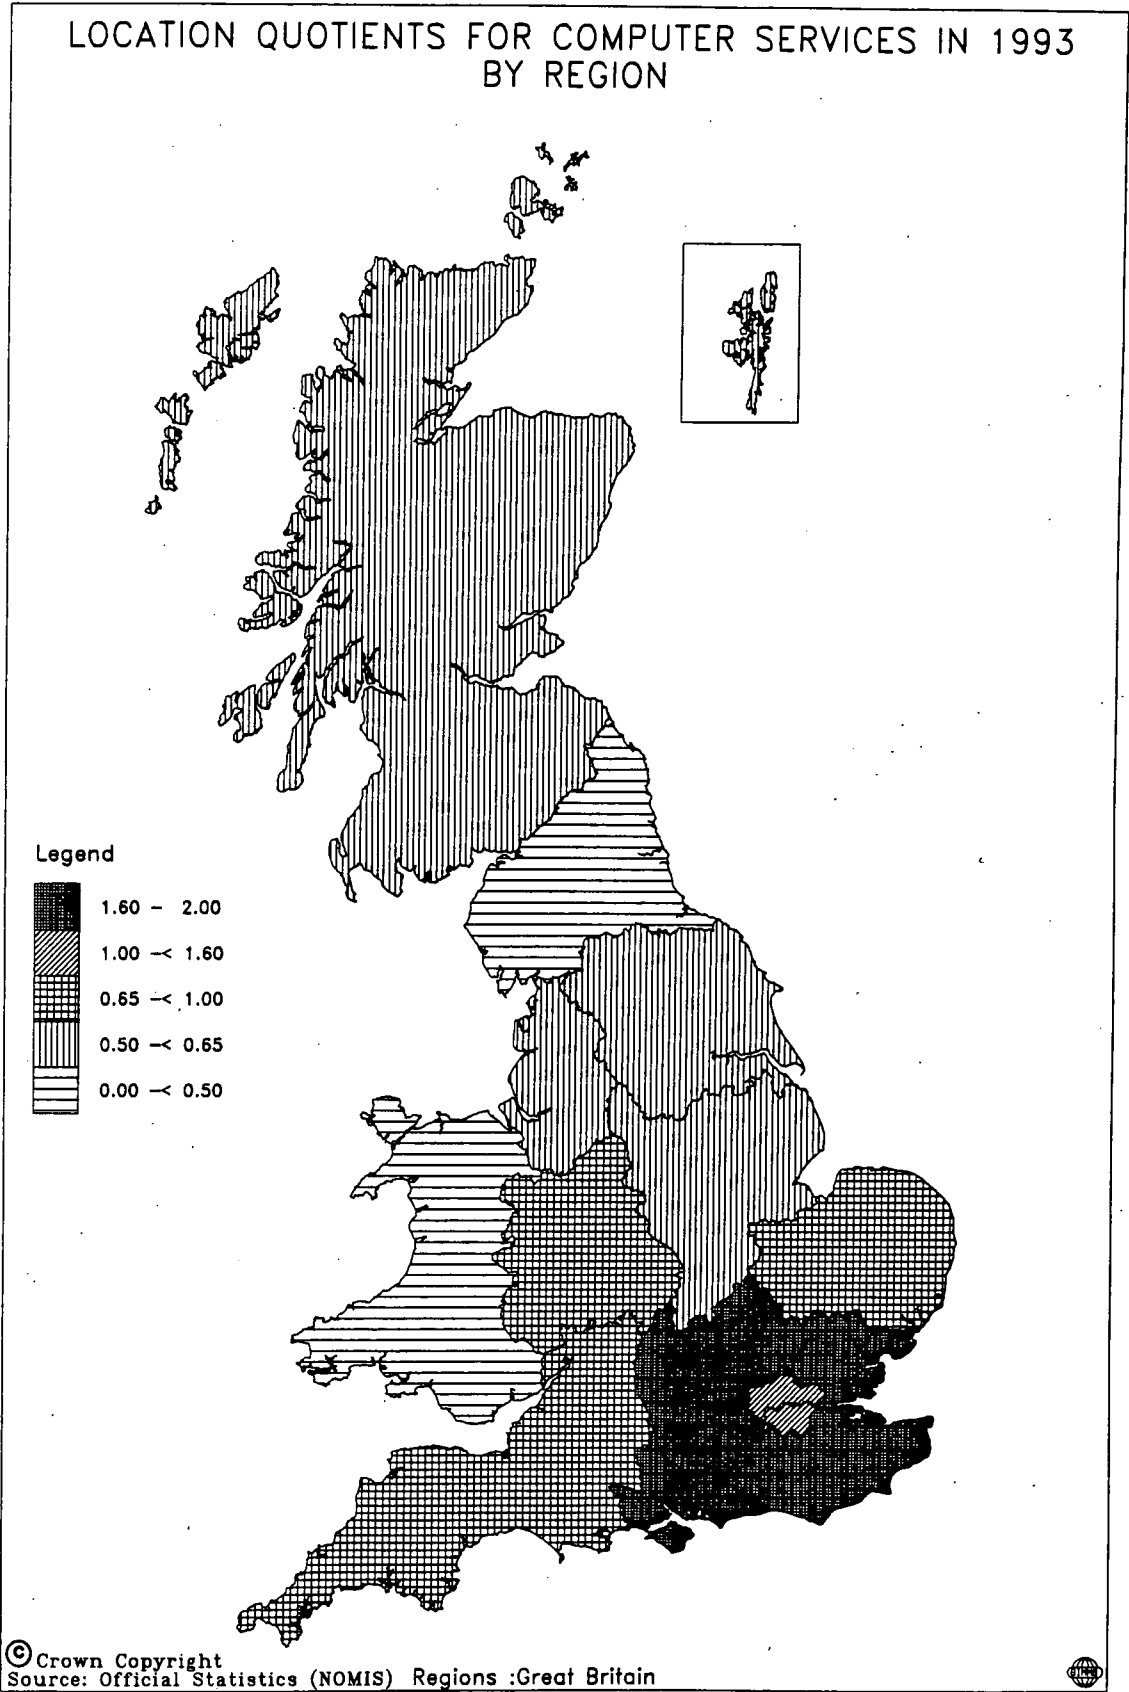 LOCATION QUOTIENTS FOR COMPUTER SERVICES IN 1993
BY REGION
Legend
1.60 - 2.00
1.00 -< 1.60
0.65 -< 1.00
0.50 -< 0.65
0.00 -< 0.50
© Crown Copyright
Source: Official Statistics (NOMIS) Regions :Great Britain